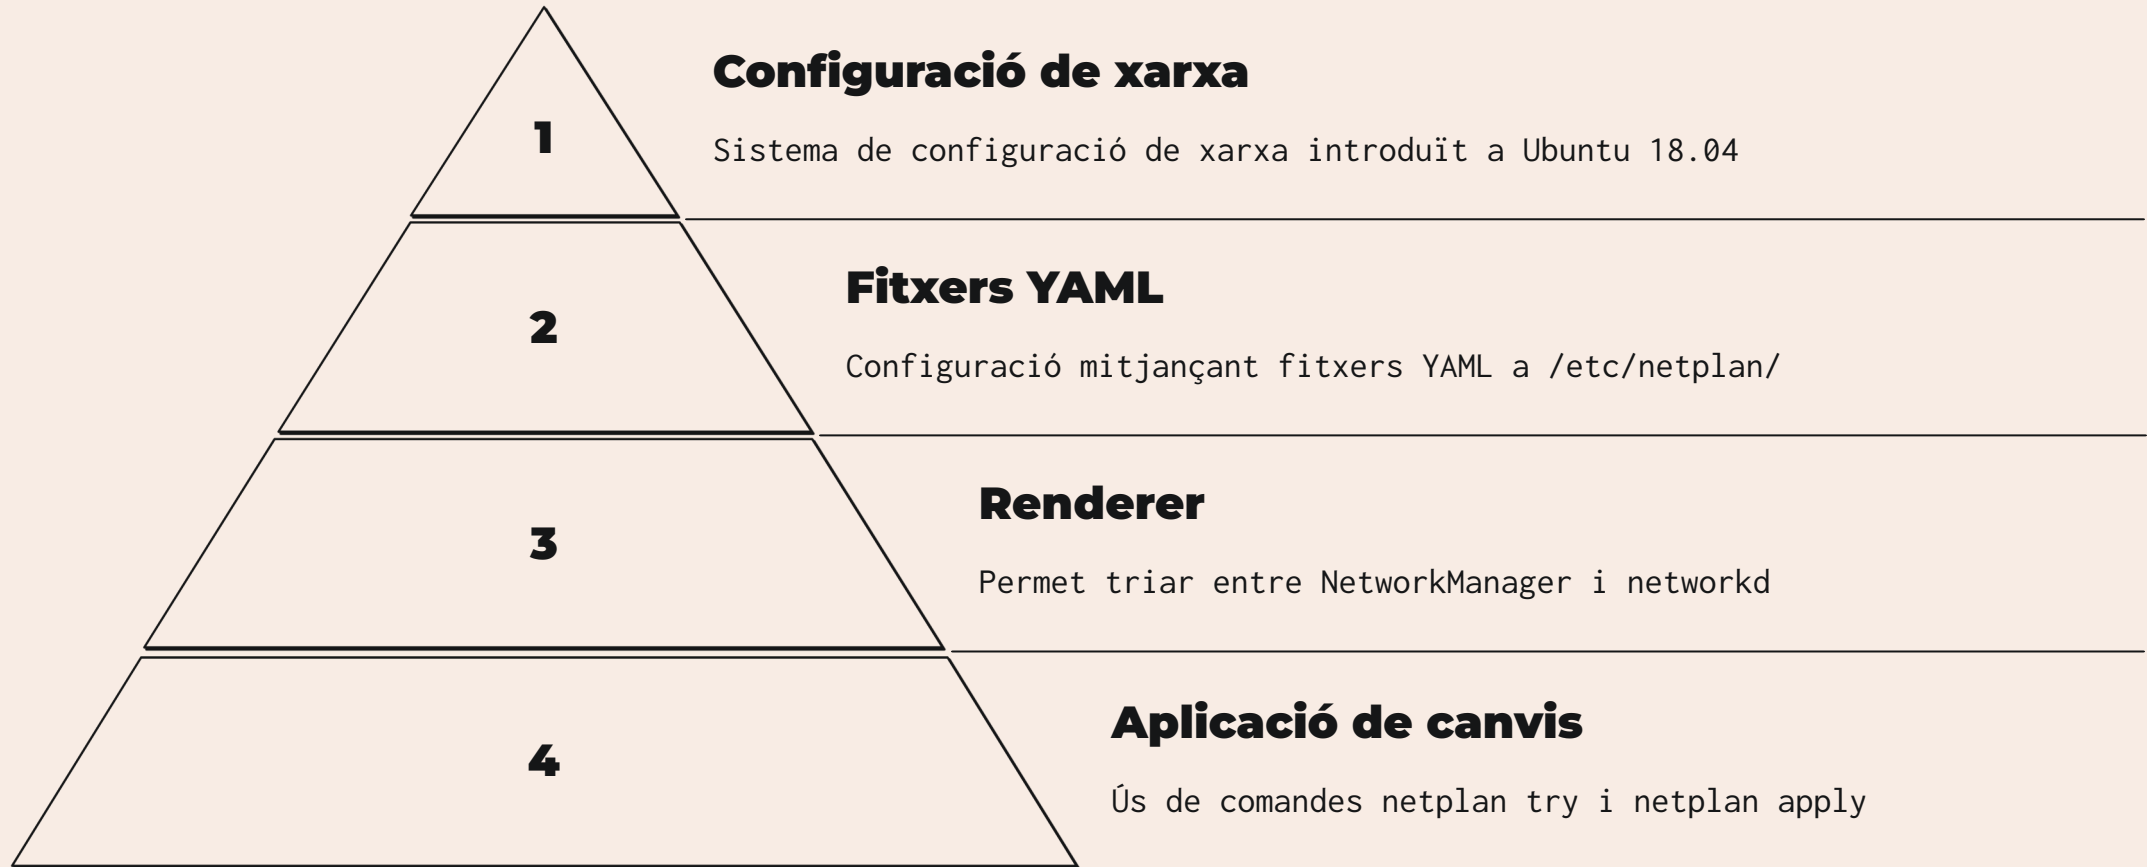 1
Configuració de xarxa
Sistema de configuració de xarxa introduït a Ubuntu 18.04
2
Fitxers YAML
Configuració mitjançant fitxers YAML a /etc/netplan/
3
Renderer
Permet triar entre NetworkManager i networkd
4
Aplicació de canvis
Ús de comandes netplan try i netplan apply